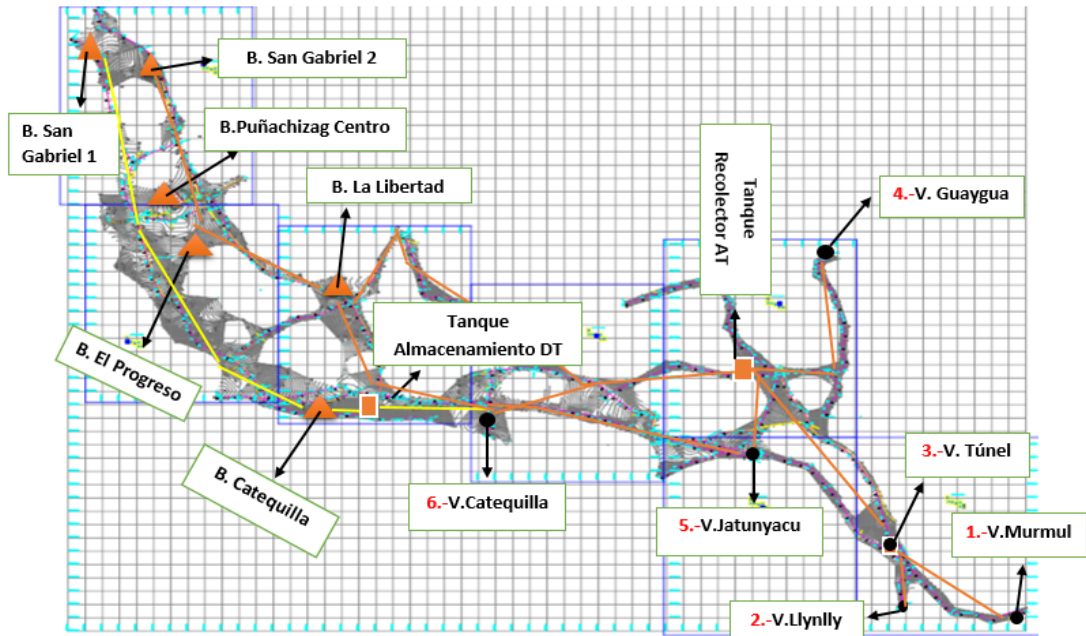 B. San Gabriel 2
B. San
Gabriel 1
B.Puñachizag Centro
B. La Libertad
Tanque
Recolector AT
4.-V. Guaygua
Tanque
Almacenamiento DT
B. El Progreso
B. Catequilla
6.-V.Catequilla
5.-V.Jatunyacu
3.-V. Túnel
1.-V.Murmul
2.-V.Llynlly